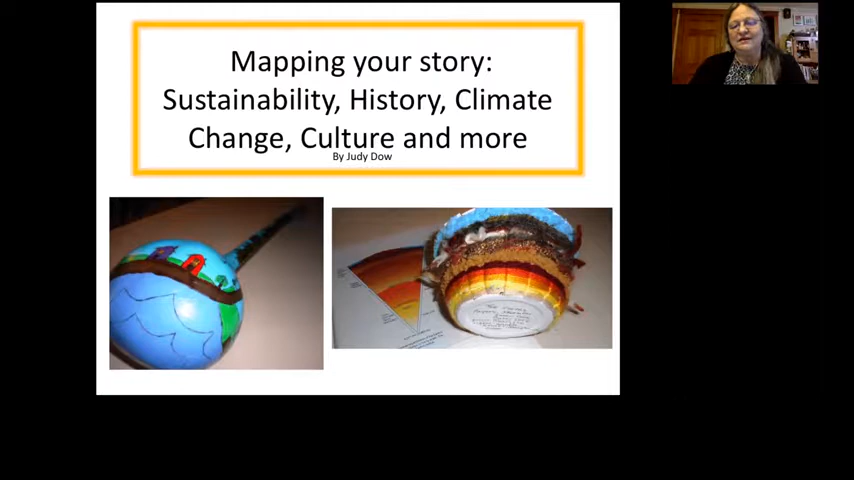 Mapping your story:
Sustainability, History, Climate
Change, Culture and more
By Judy Dow